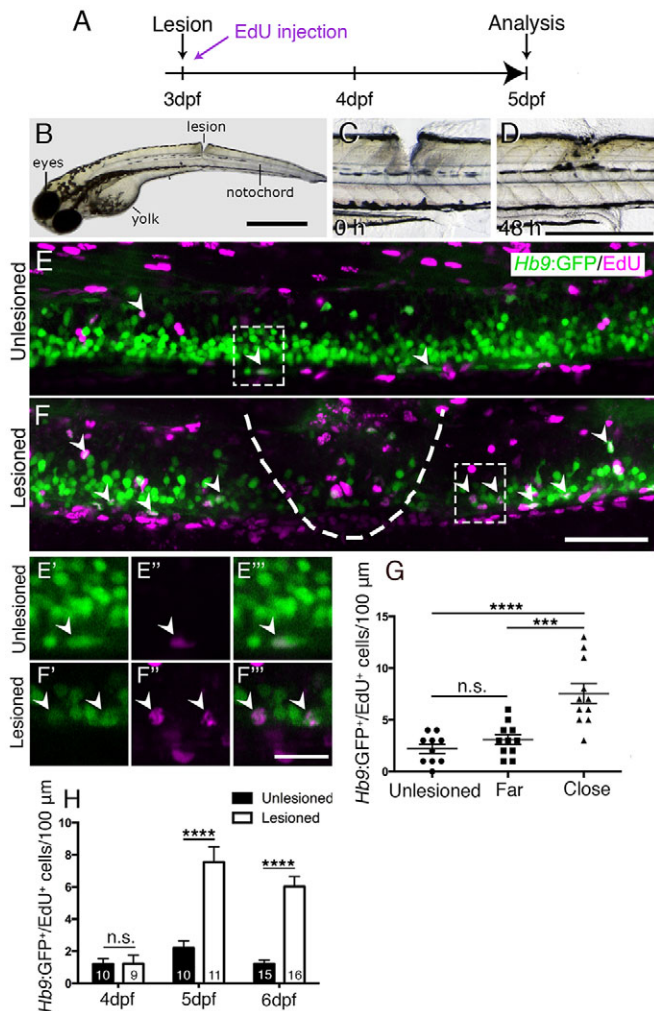 A
Lesion
EdU injection
Analysis
3dpf
4dpf
5dpf
B
lesion
eyes
notochord
yolk
C
0 h
D
48 h
E
Hb9:GFP/EdU
Unlesioned
F
Lesioned
E'
E''
E'''
Unlesioned
F'
F''
F'''
Lesioned
G
Hb9:GFP+/EdU+ cells/100 µm
15
10
5
0
****
***
n.s.
Unlesioned
Far
Close
H
Unlesioned
Lesioned
Hb9:GFP+/EdU+ cells/100 µm
10
8
6
4
2
0
n.s.
****
****
10
9
10
11
15
16
4dpf
5dpf
6dpf